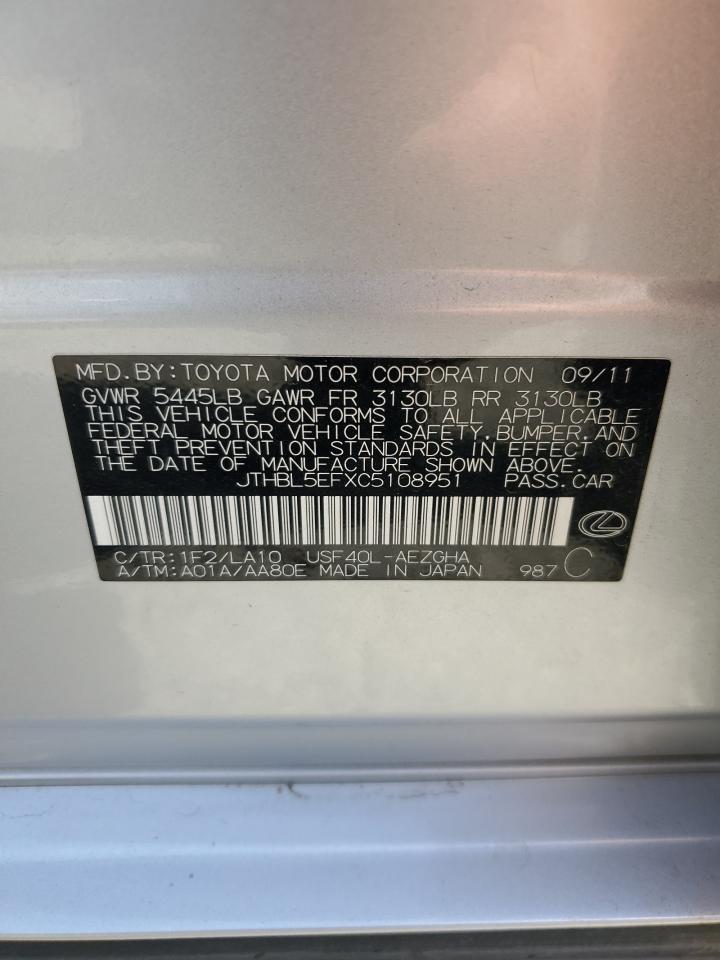 MFD.BY:TOYOTA MOTOR CORPORATION 09/11
GVWR 5445LB GAWR FR 3130LB RR 3130LB
THIS VEHICLE CONFORMS TO ALL APPLICABLE
FEDERAL MOTOR VEHICLE SAFETY,BUMPER,AND
THEFT PREVENTION STANDARDS IN EFFECT ON
THE DATE OF MANUFACTURE SHOWN ABOVE.
JTHBL5EFXC5108951 PASS.CAR
C/TR:1F2/LA10 USF40L-AEZGHA
A/TM:A01A/AA80E MADE IN JAPAN 987 C